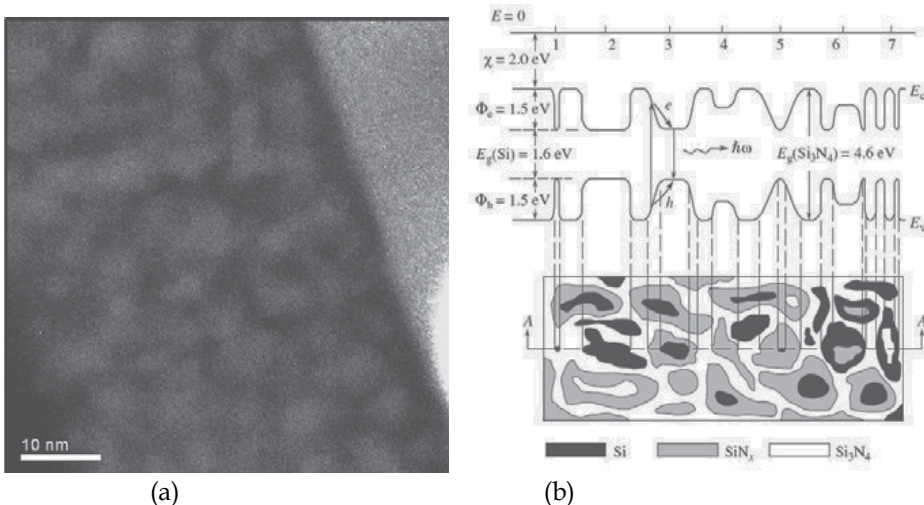 10 nm
(a)
E = 0
1 2 3 4 5 6 7
χ = 2.0 eV
Φe = 1.5 eV
e
Ec
Eg(Si) = 1.6 eV
ħω
Eg(Si3N4) = 4.6 eV
Φh = 1.5 eV
h
Ev
A
A
Si
SiNx
Si3N4
(b)